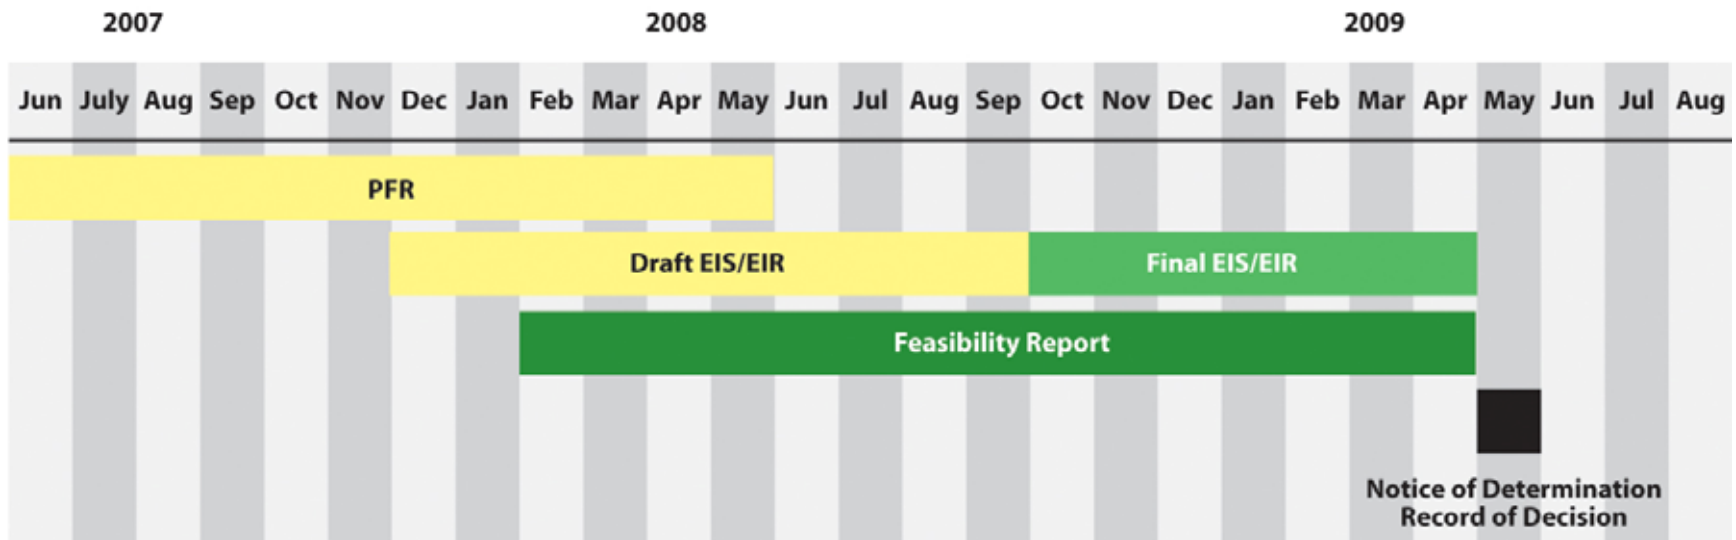 2007 2008 2009
Jun July Aug Sep Oct Nov Dec Jan Feb Mar Apr May Jun Jul Aug Sep Oct Nov Dec Jan Feb Mar Apr May Jun Jul Aug
PFR
Draft EIS/EIR Final EIS/EIR
Feasibility Report
Notice of Determination
Record of Decision